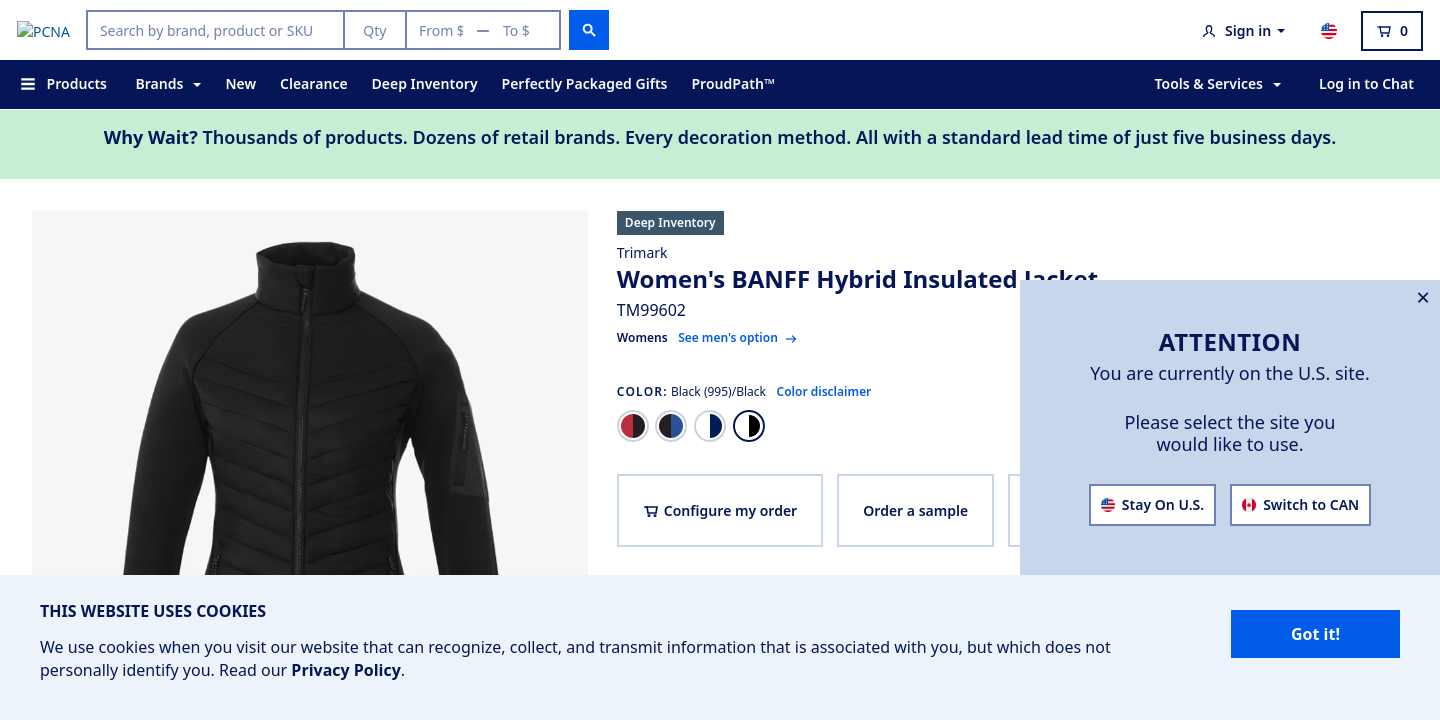 PCNA
Search by brand, product or SKU
Qty
From $ — To $
Sign in
0
Products
Brands
New
Clearance
Deep Inventory
Perfectly Packaged Gifts
ProudPath™
Tools & Services
Log in to Chat
Why Wait? Thousands of products. Dozens of retail brands. Every decoration method. All with a standard lead time of just five business days.
Deep Inventory
Trimark
Women's BANFF Hybrid Insulated Jacket
TM99602
Womens See men's option →
COLOR: Black (995)/Black Color disclaimer
Configure my order
Order a sample
ATTENTION
You are currently on the U.S. site.
Please select the site you
would like to use.
Stay On U.S.
Switch to CAN
THIS WEBSITE USES COOKIES
We use cookies when you visit our website that can recognize, collect, and transmit information that is associated with you, but which does not
personally identify you. Read our Privacy Policy.
Got it!